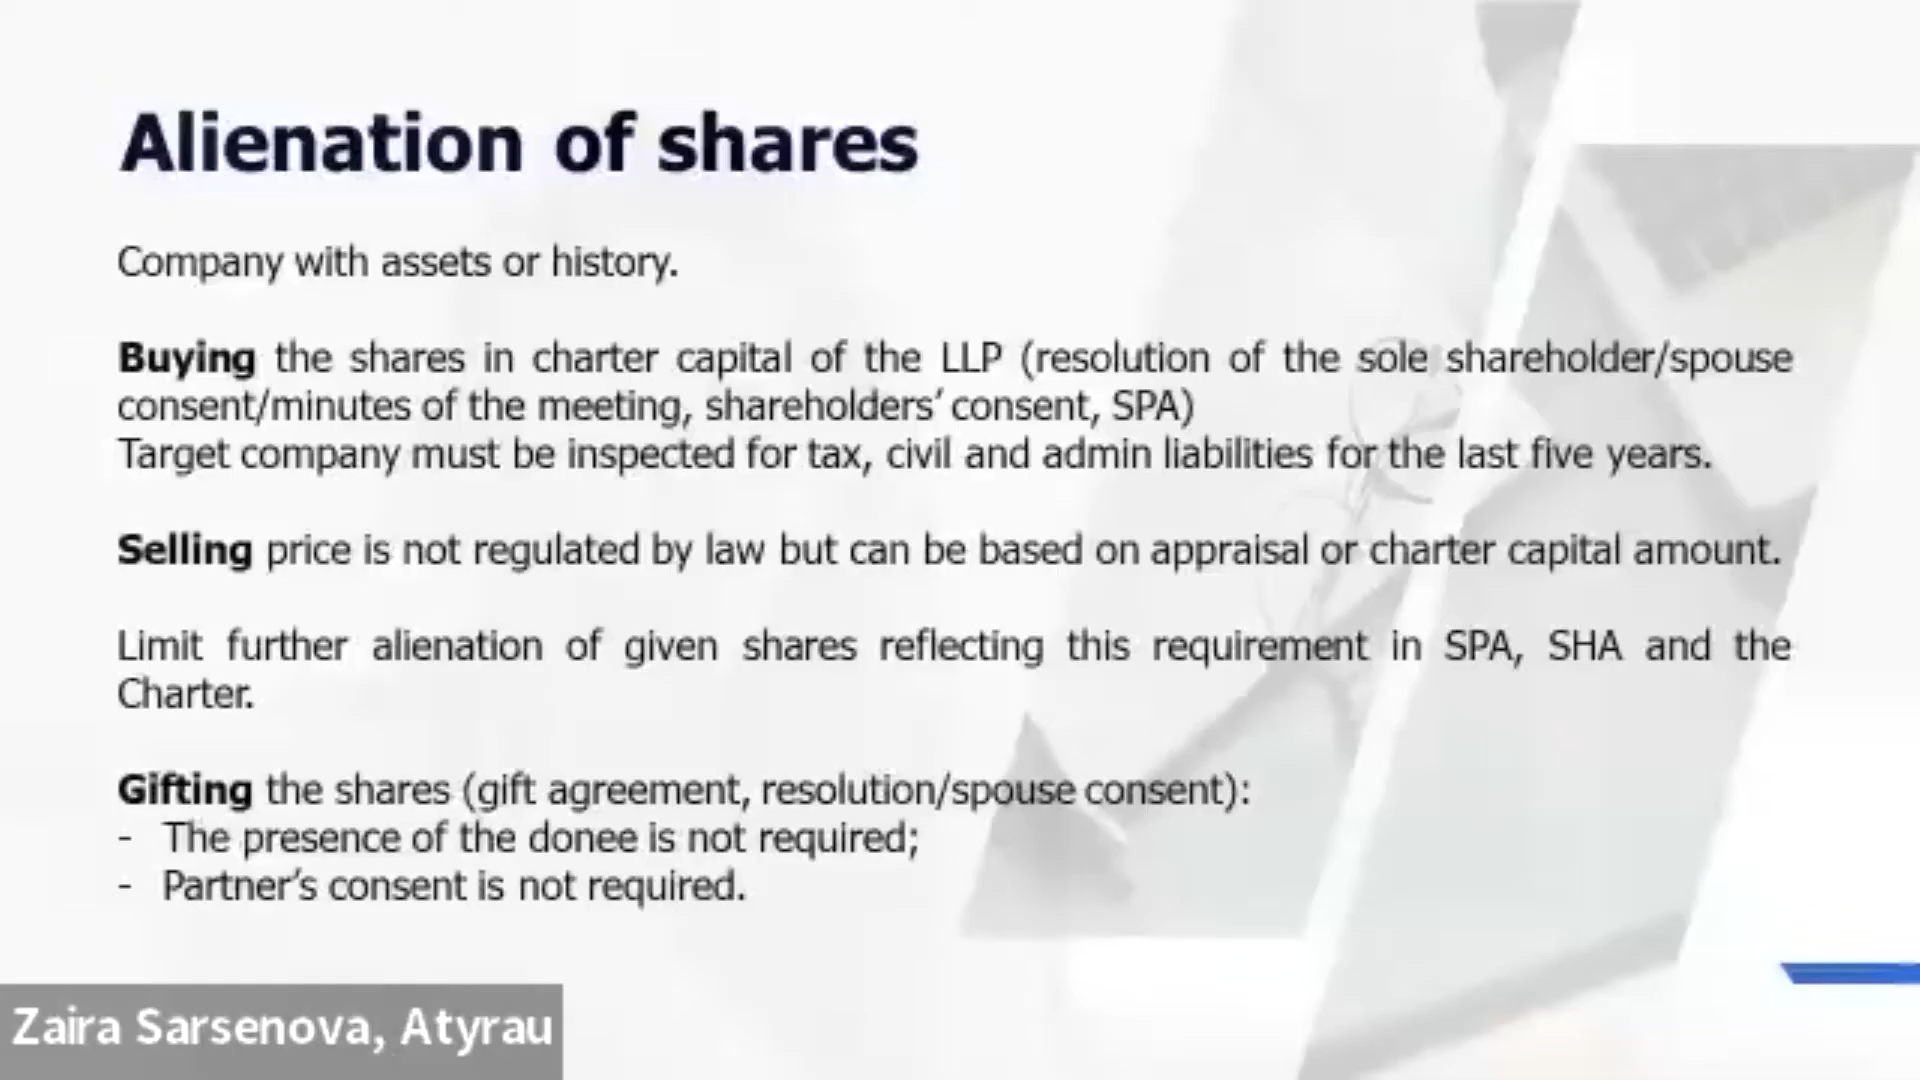 Alienation of shares
Company with assets or history.
Buying the shares in charter capital of the LLP (resolution of the sole shareholder/spouse
consent/minutes of the meeting, shareholders’ consent, SPA)
Target company must be inspected for tax, civil and admin liabilities for the last five years.
Selling price is not regulated by law but can be based on appraisal or charter capital amount.
Limit further alienation of given shares reflecting this requirement in SPA, SHA and the
Charter.
Gifting the shares (gift agreement, resolution/spouse consent):
- The presence of the donee is not required;
- Partner’s consent is not required.
Zaira Sarsenova, Atyrau